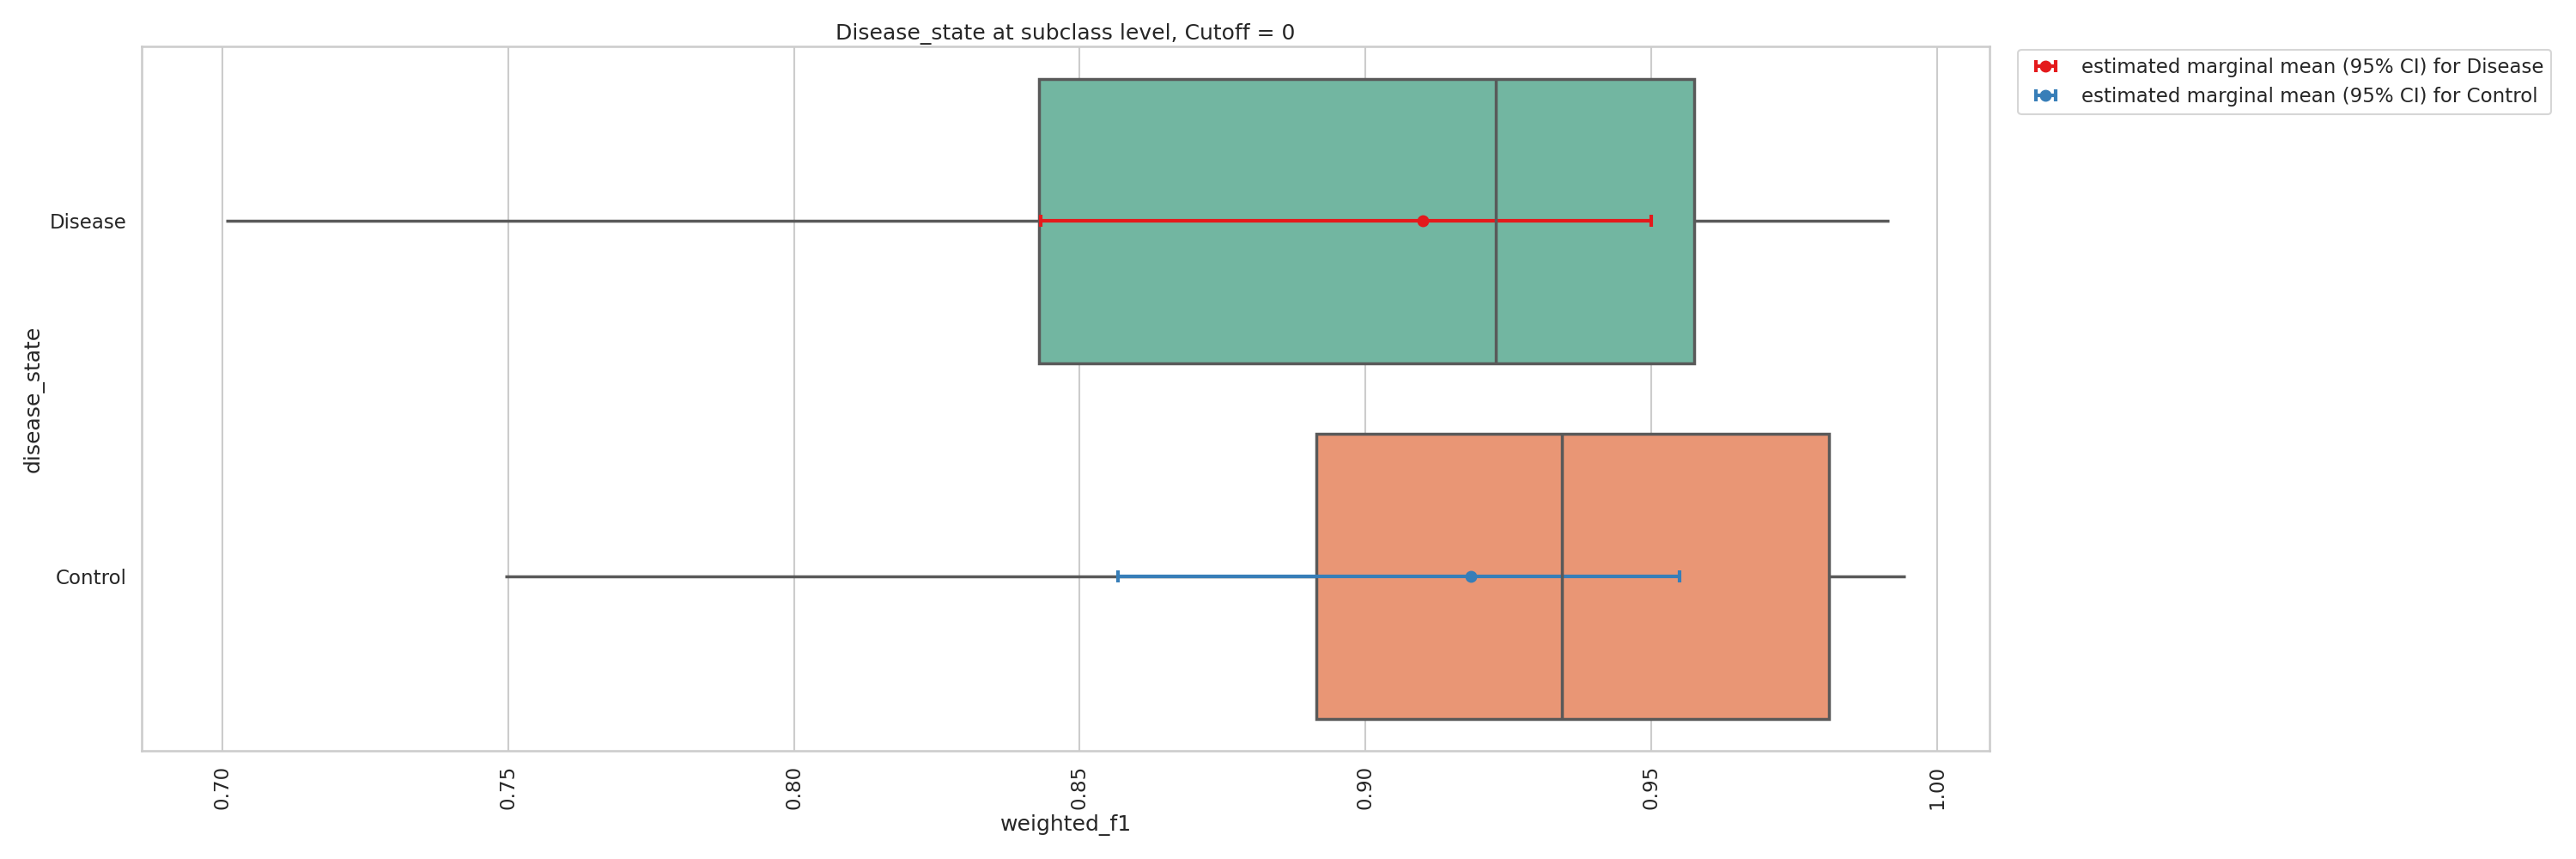 Disease_state at subclass level, Cutoff = 0
estimated marginal mean (95% CI) for Disease
estimated marginal mean (95% CI) for Control
disease_state
Disease
Control
0.70
0.75
0.80
0.85
0.90
0.95
1.00
weighted_f1